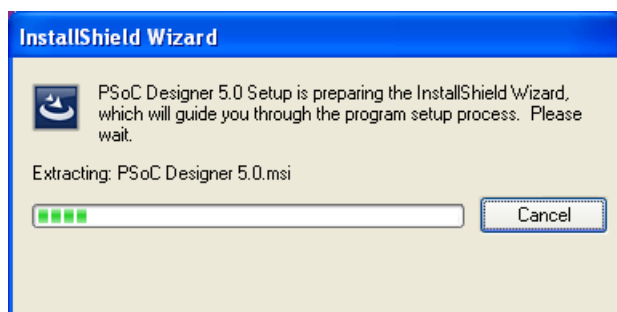 InstallShield Wizard
PSoC Designer 5.0 Setup is preparing the InstallShield Wizard,
which will guide you through the program setup process.  Please
wait.
Extracting: PSoC Designer 5.0.msi
Cancel